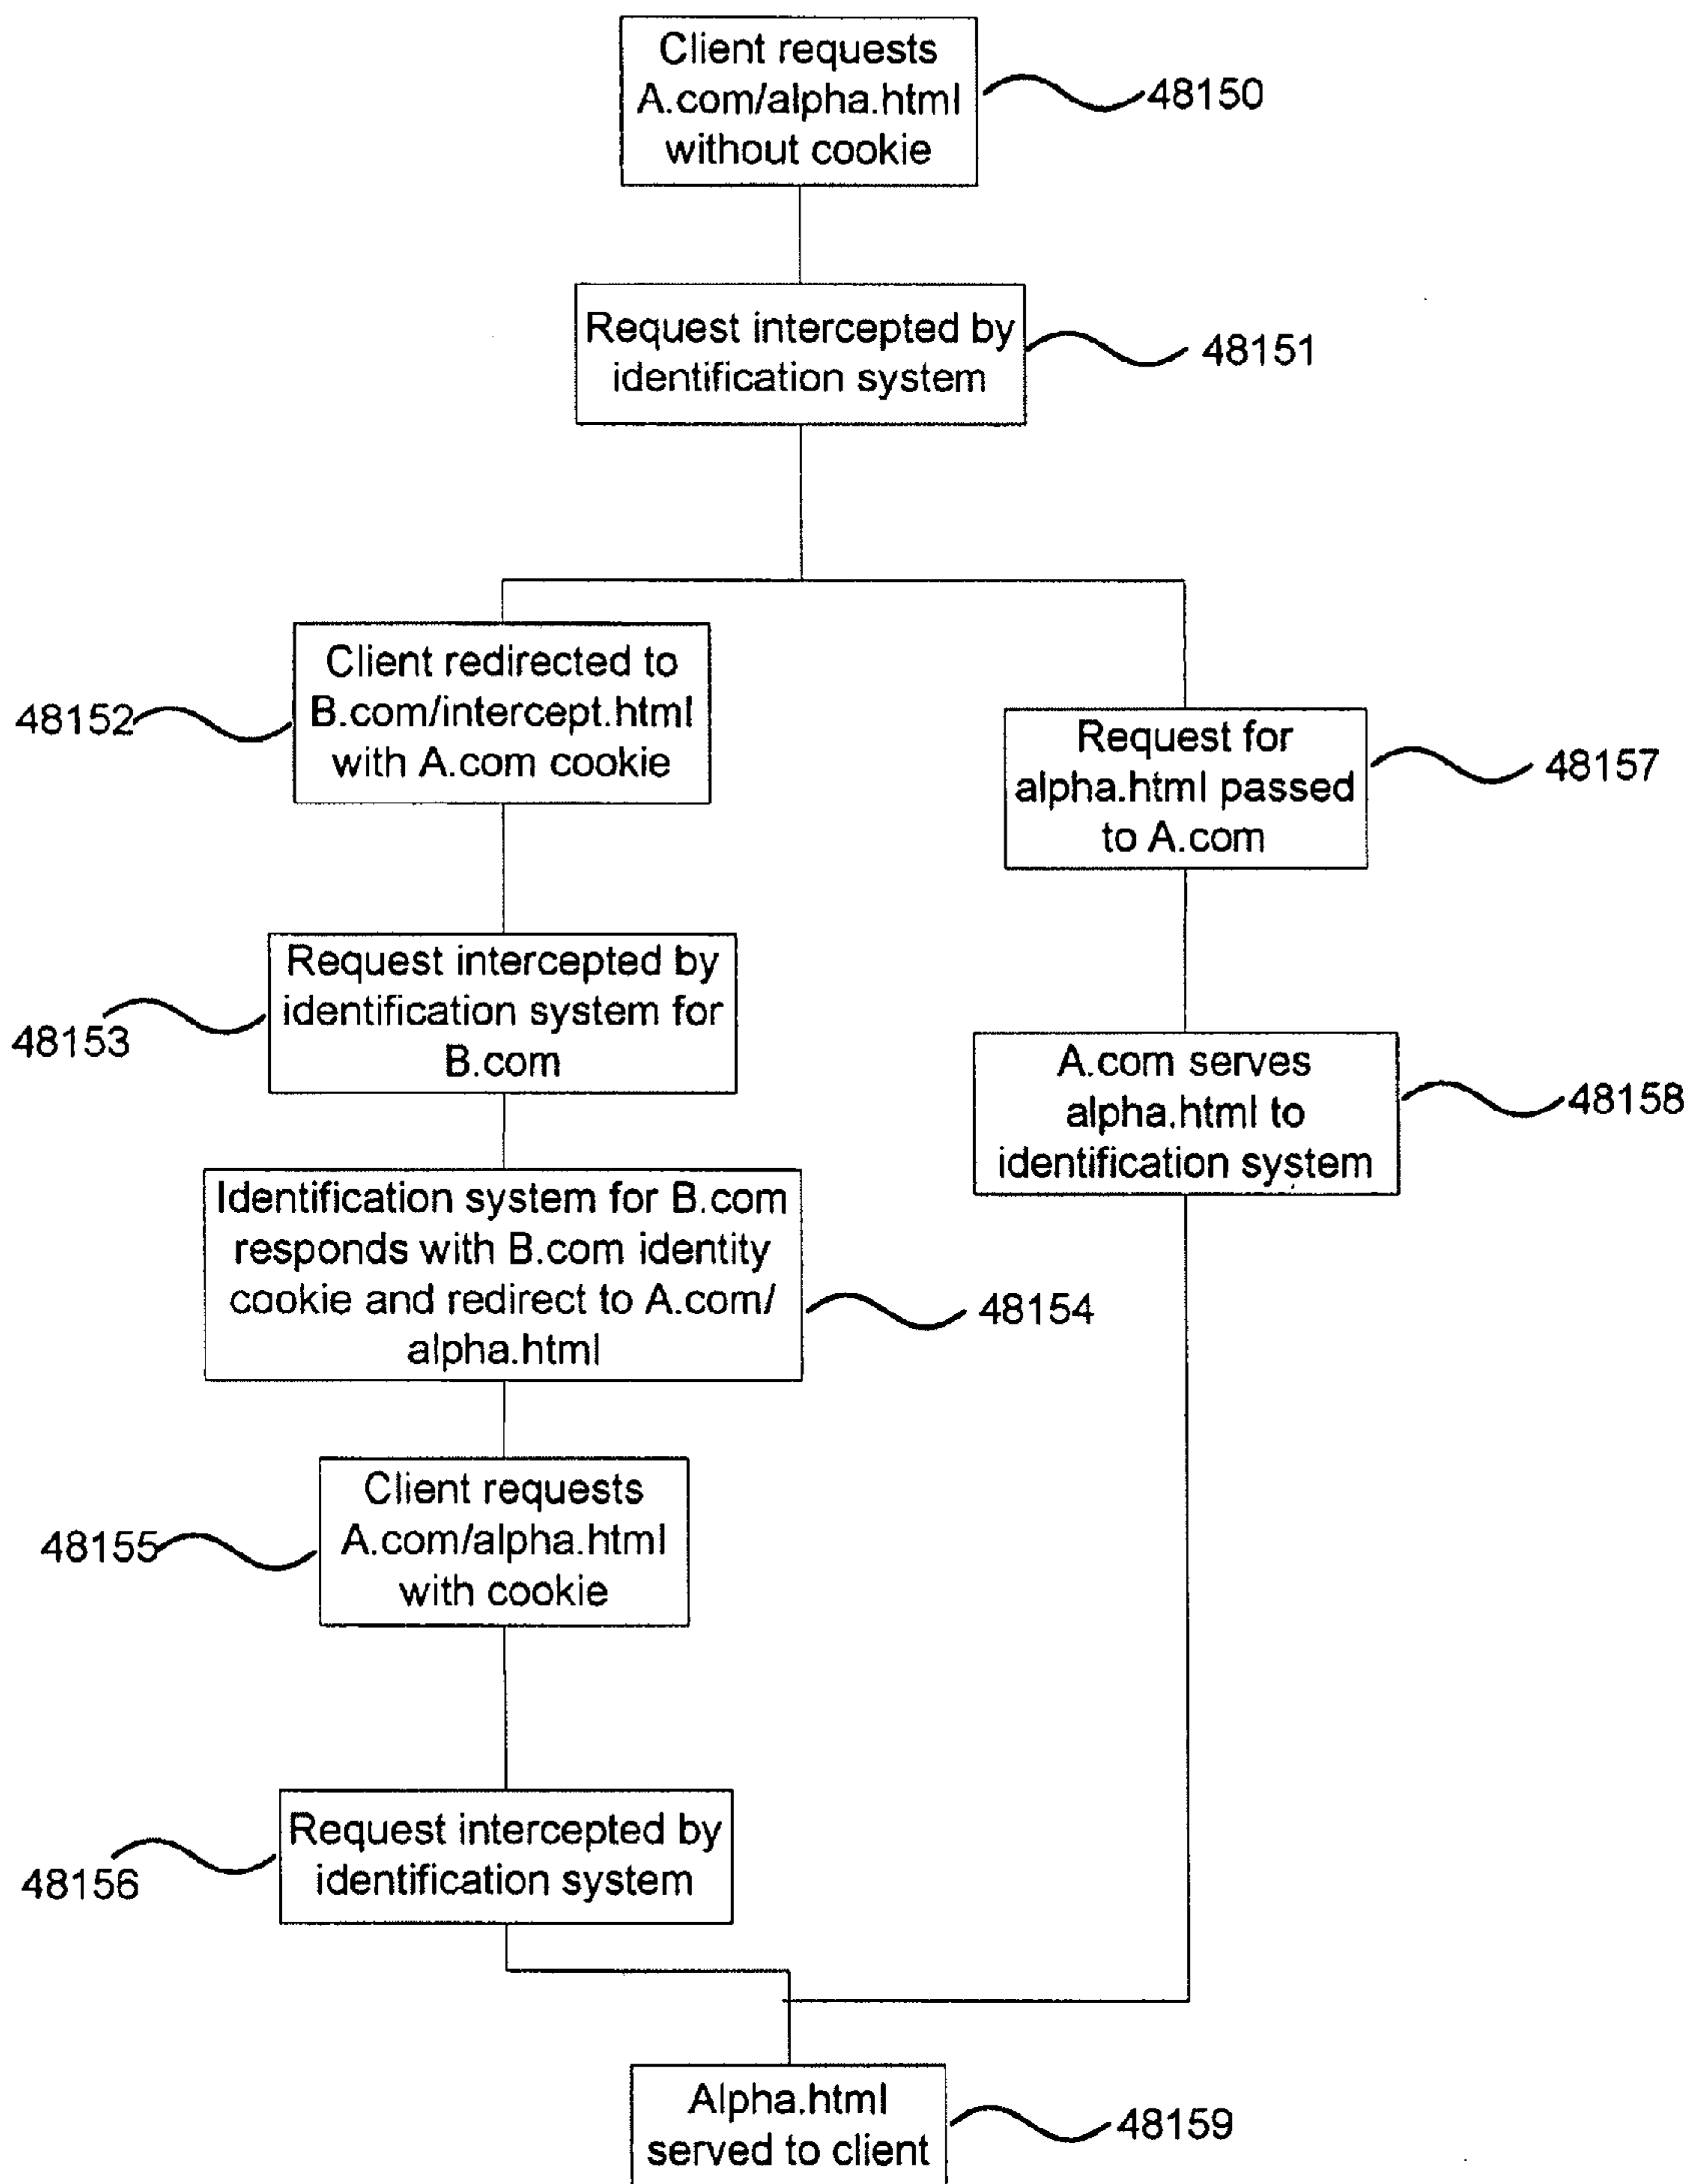 Client requests
A.com/alpha.html
without cookie
48150
Request intercepted by
identification system
48151
Client redirected to
B.com/intercept.html
with A.com cookie
48152
Request for
alpha.html passed
to A.com
48157
Request intercepted by
identification system for
B.com
48153
A.com serves
alpha.html to
identification system
48158
Identification system for B.com
responds with B.com identity
cookie and redirect to A.com/
alpha.html
48154
Client requests
A.com/alpha.html
with cookie
48155
Request intercepted by
identification system
48156
Alpha.html
served to client
48159